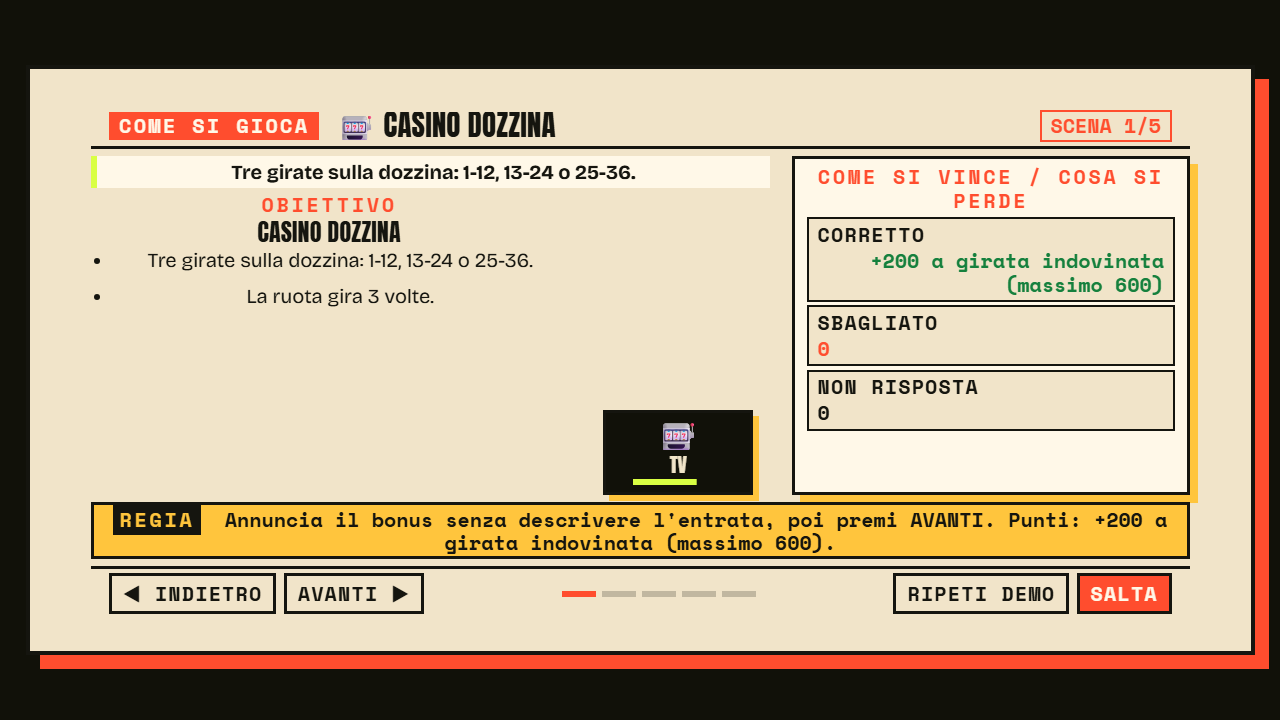 COME SI GIOCA
CASINO DOZZINA
SCENA 1/5
Tre girate sulla dozzina: 1-12, 13-24 o 25-36.
OBIETTIVO
CASINO DOZZINA
• Tre girate sulla dozzina: 1-12, 13-24 o 25-36.
• La ruota gira 3 volte.
TV
COME SI VINCE / COSA SI
PERDE
CORRETTO
+200 a girata indovinata
(massimo 600)
SBAGLIATO
0
NON RISPOSTA
0
REGIA
Annuncia il bonus senza descrivere l'entrata, poi premi AVANTI. Punti: +200 a
girata indovinata (massimo 600).
◀ INDIETRO
AVANTI ▶
RIPETI DEMO
SALTA